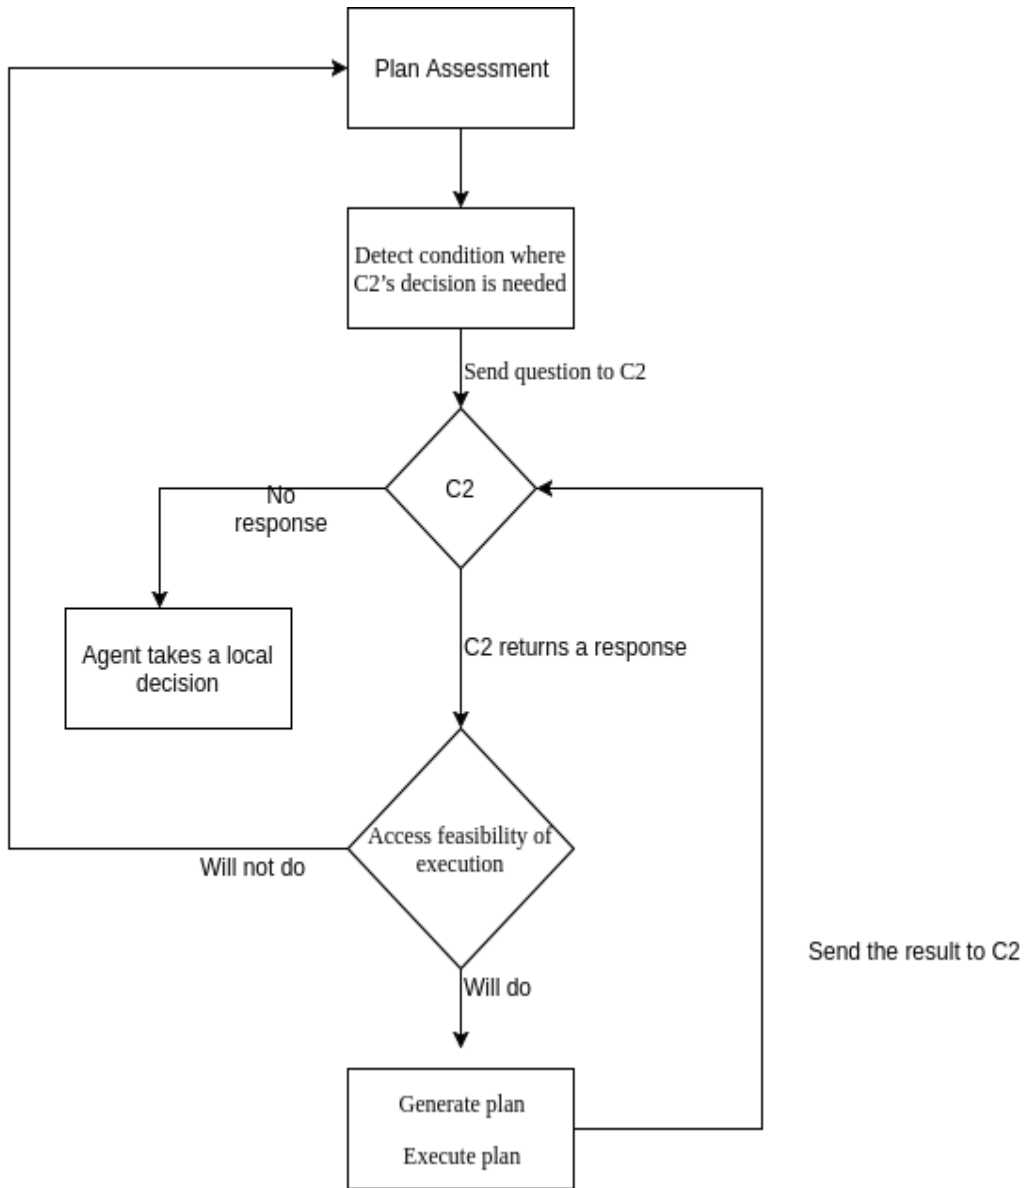 Plan Assessment
Detect condition where
C2’s decision is needed
Send question to C2
C2
No
response
C2 returns a response
Agent takes a local
decision
Access feasibility of
execution
Will not do
Send the result to C2
Will do
Generate plan
Execute plan